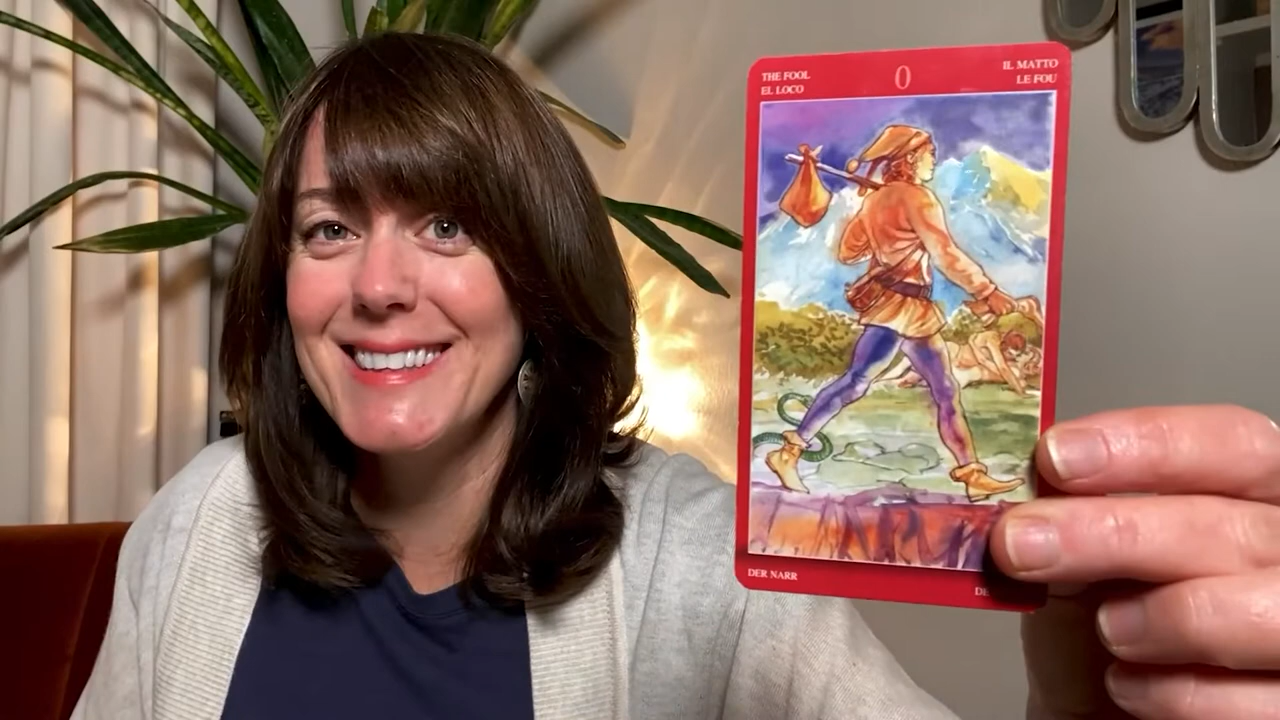 THE FOOL
EL LOCO
0
IL MATTO
LE FOU
DER NARR